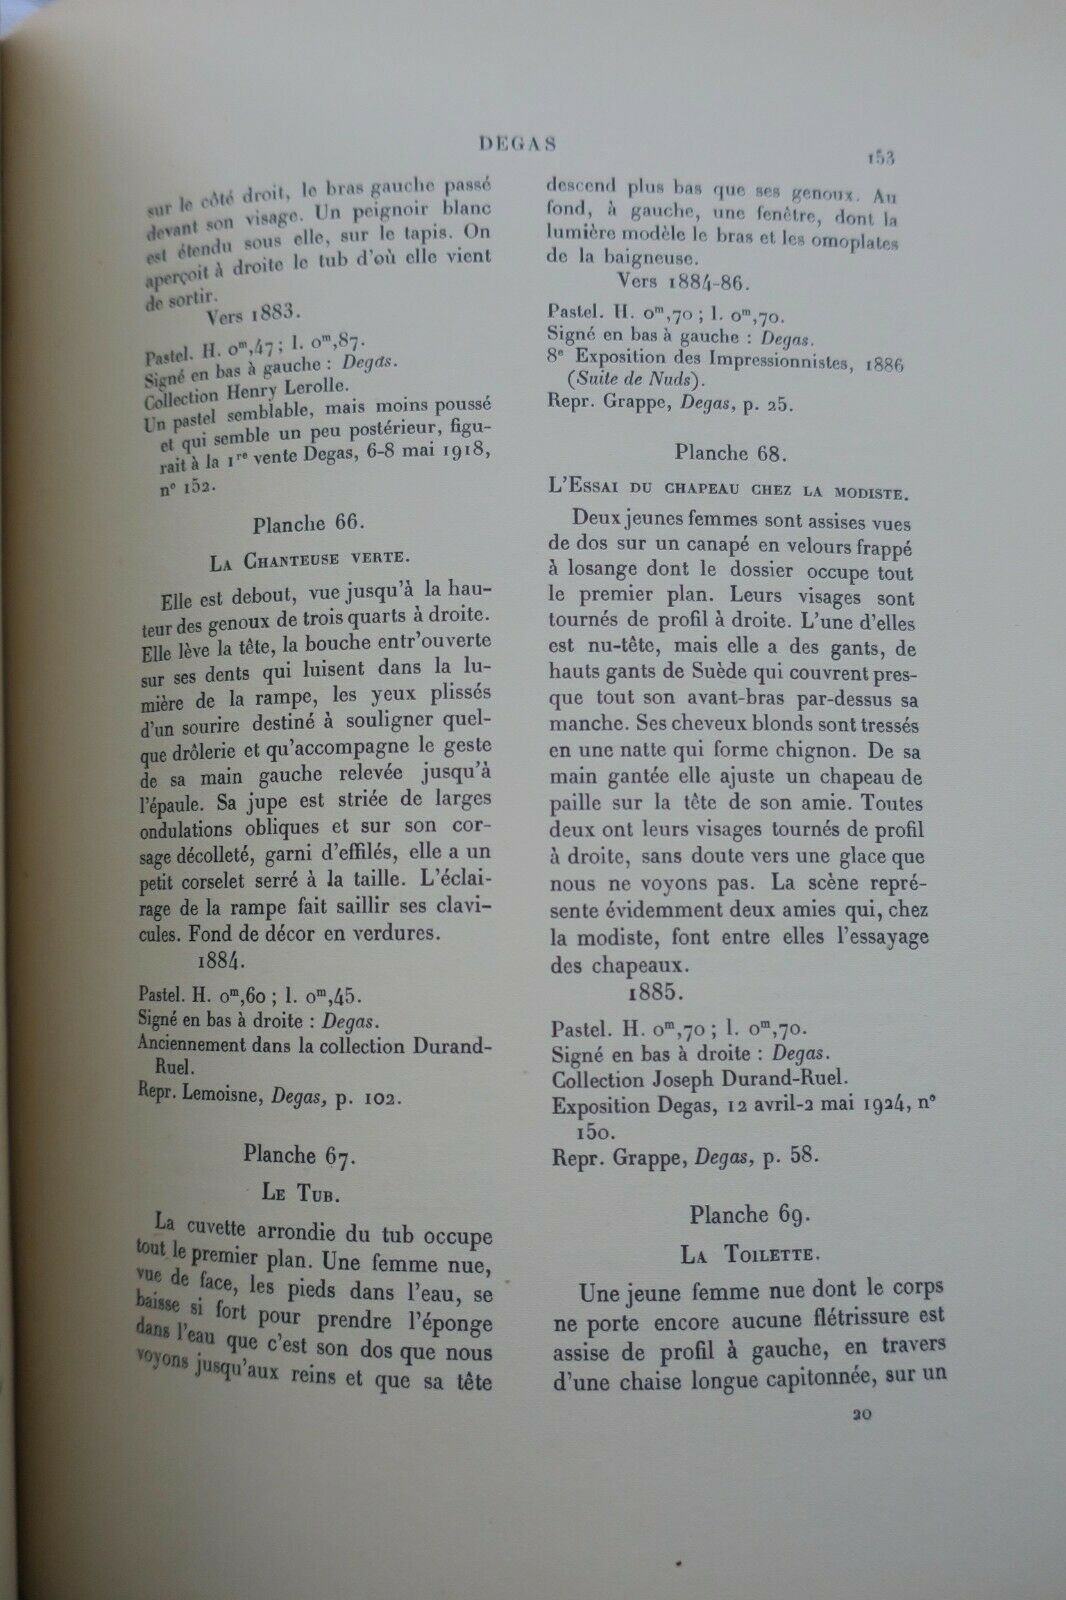 DEGAS
153
sur le côté droit, le bras gauche passé
devant son visage. Un peignoir blanc
est étendu sous elle, sur le tapis. On
aperçoit à droite le tub d'où elle vient
de sortir.
Vers 1883.
Pastel. H. 0ᵐ,47 ; l. 0ᵐ,87.
Signé en bas à gauche : Degas.
Collection Henry Lerolle.
Un pastel semblable, mais moins poussé
et qui semble un peu postérieur, figu-
rait à la 1ʳᵉ vente Degas, 6-8 mai 1918,
nº 152.
Planche 66.
LA CHANTEUSE VERTE.
Elle est debout, vue jusqu'à la hau-
teur des genoux de trois quarts à droite.
Elle lève la tête, la bouche entr'ouverte
sur ses dents qui luisent dans la lu-
mière de la rampe, les yeux plissés
d'un sourire destiné à souligner quel-
que drôlerie et qu'accompagne le geste
de sa main gauche relevée jusqu'à
l'épaule. Sa jupe est striée de larges
ondulations obliques et sur son cor-
sage décolleté, garni d'effilés, elle a un
petit corselet serré à la taille. L'éclai-
rage de la rampe fait saillir ses clavi-
cules. Fond de décor en verdures.
1884.
Pastel. H. 0ᵐ,60 ; l. 0ᵐ,45.
Signé en bas à droite : Degas.
Anciennement dans la collection Durand-
Ruel.
Repr. Lemoisne, Degas, p. 102.
Planche 67.
LE TUB.
La cuvette arrondie du tub occupe
tout le premier plan. Une femme nue,
vue de face, les pieds dans l'eau, se
baisse si fort pour prendre l'éponge
dans l'eau que c'est son dos que nous
voyons jusqu'aux reins et que sa tête
descend plus bas que ses genoux. Au
fond, à gauche, une fenêtre, dont la
lumière modèle le bras et les omoplates
de la baigneuse.
Vers 1884-86.
Pastel. H. 0ᵐ,70 ; l. 0ᵐ,70.
Signé en bas à gauche : Degas.
8ᵉ Exposition des Impressionnistes, 1886
(Suite de Nuds).
Repr. Grappe, Degas, p. 25.
Planche 68.
L'ESSAI DU CHAPEAU CHEZ LA MODISTE.
Deux jeunes femmes sont assises vues
de dos sur un canapé en velours frappé
à losange dont le dossier occupe tout
le premier plan. Leurs visages sont
tournés de profil à droite. L'une d'elles
est nu-tête, mais elle a des gants, de
hauts gants de Suède qui couvrent pres-
que tout son avant-bras par-dessus sa
manche. Ses cheveux blonds sont tressés
en une natte qui forme chignon. De sa
main gantée elle ajuste un chapeau de
paille sur la tête de son amie. Toutes
deux ont leurs visages tournés de profil
à droite, sans doute vers une glace que
nous ne voyons pas. La scène repré-
sente évidemment deux amies qui, chez
la modiste, font entre elles l'essayage
des chapeaux.
1885.
Pastel. H. 0ᵐ,70 ; l. 0ᵐ,70.
Signé en bas à droite : Degas.
Collection Joseph Durand-Ruel.
Exposition Degas, 12 avril-2 mai 1924, nº
150.
Repr. Grappe, Degas, p. 58.
Planche 69.
LA TOILETTE.
Une jeune femme nue dont le corps
ne porte encore aucune flétrissure est
assise de profil à gauche, en travers
d'une chaise longue capitonnée, sur un
20